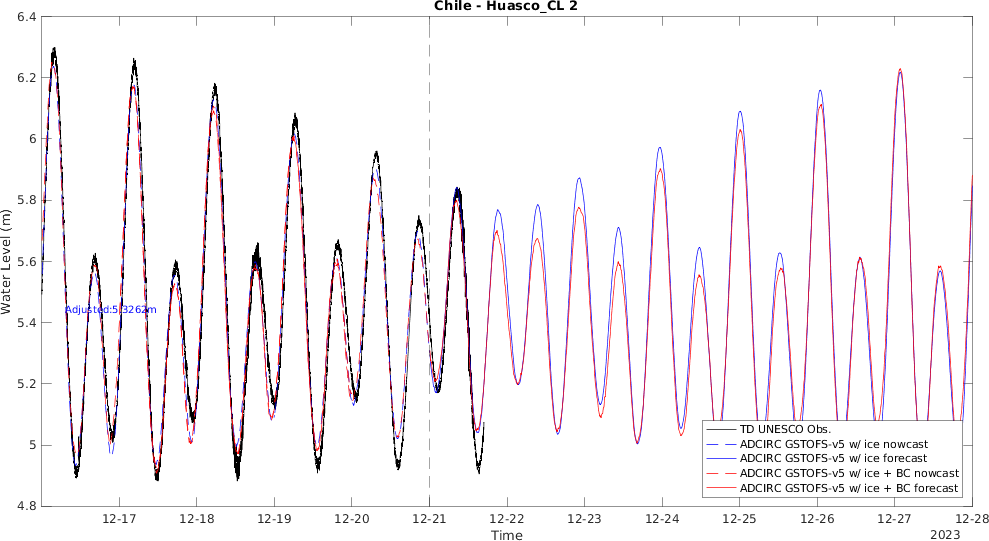 Chile - Huasco_CL 2
6.4
6.2
6
5.8
5.6
5.4
5.2
5
4.8
Water Level (m)
Adjusted:5.3262m
TD UNESCO Obs.
ADCIRC GSTOFS-v5 w/ ice nowcast
ADCIRC GSTOFS-v5 w/ ice forecast
ADCIRC GSTOFS-v5 w/ ice + BC nowcast
ADCIRC GSTOFS-v5 w/ ice + BC forecast
12-17 12-18 12-19 12-20 12-21 12-22 12-23 12-24 12-25 12-26 12-27 12-28
Time
2023